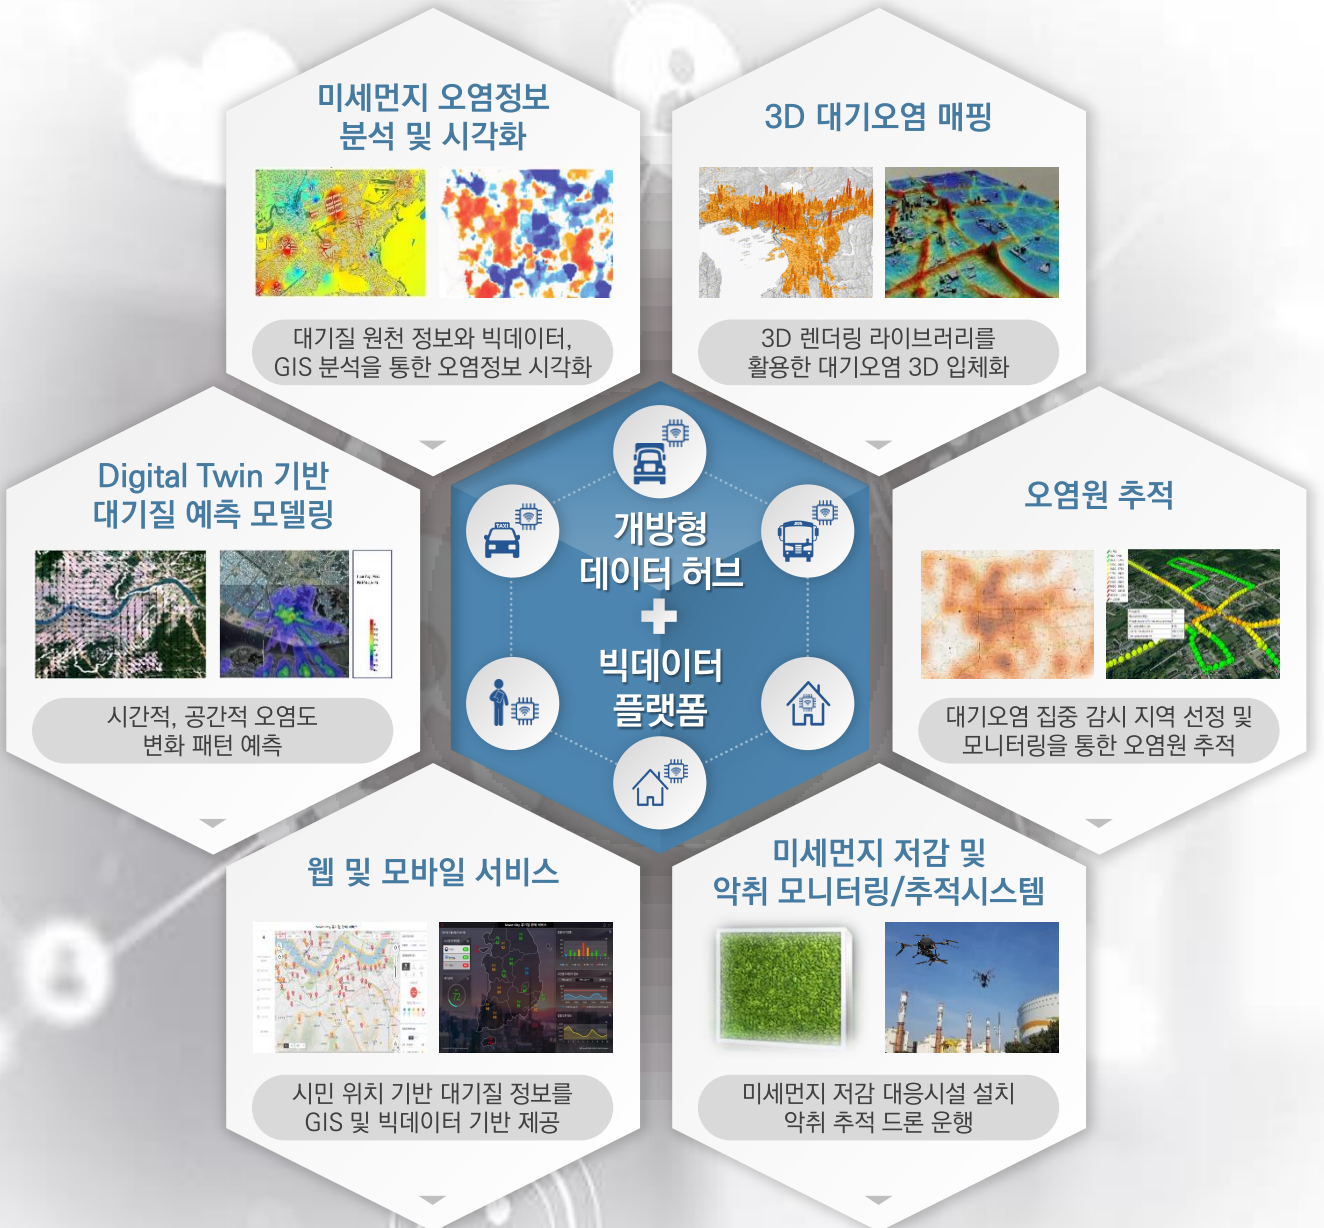 미세먼지 오염정보
분석 및 시각화
대기질 원천 정보와 빅데이터,
GIS 분석을 통한 오염정보 시각화
3D 대기오염 매핑
3D 렌더링 라이브러리를
활용한 대기오염 3D 입체화
Digital Twin 기반
대기질 예측 모델링
시간적, 공간적 오염도
변화 패턴 예측
TAXI
개방형
데이터 허브
+
빅데이터
플랫폼
오염원 추적
대기오염 집중 감시 지역 선정 및
모니터링을 통한 오염원 추적
웹 및 모바일 서비스
72
시민 위치 기반 대기질 정보를
GIS 및 빅데이터 기반 제공
미세먼지 저감 및
악취 모니터링/추적시스템
미세먼지 저감 대응시설 설치
악취 추적 드론 운행